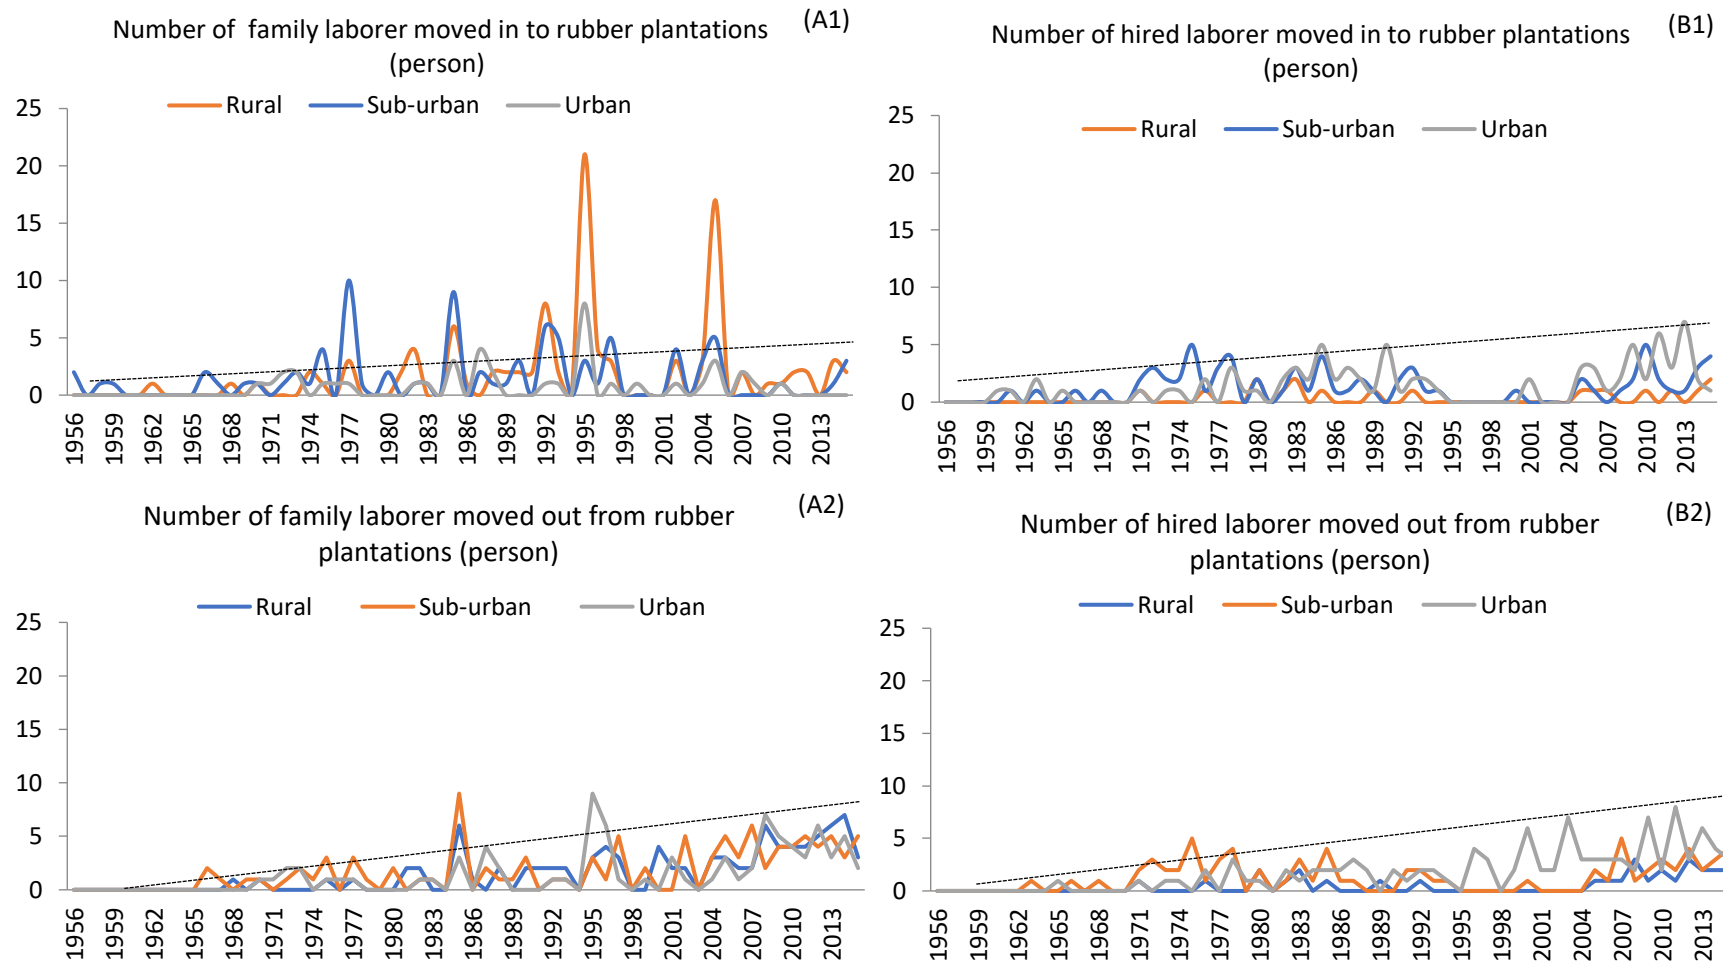 Number of family laborer moved in to rubber plantations
(person)
(A1)
Rural Sub-urban Urban
25
20
15
10
5
0
1956 1959 1962 1965 1968 1971 1974 1977 1980 1983 1986 1989 1992 1995 1998 2001 2004 2007 2010 2013
Number of hired laborer moved in to rubber plantations
(person)
(B1)
Rural Sub-urban Urban
25
20
15
10
5
0
1956 1959 1962 1965 1968 1971 1974 1977 1980 1983 1986 1989 1992 1995 1998 2001 2004 2007 2010 2013
Number of family laborer moved out from rubber
plantations (person)
(A2)
Rural Sub-urban Urban
25
20
15
10
5
0
1956 1959 1962 1965 1968 1971 1974 1977 1980 1983 1986 1989 1992 1995 1998 2001 2004 2007 2010 2013
Number of hired laborer moved out from rubber
plantations (person)
(B2)
Rural Sub-urban Urban
25
20
15
10
5
0
1956 1959 1962 1965 1968 1971 1974 1977 1980 1983 1986 1989 1992 1995 1998 2001 2004 2007 2010 2013